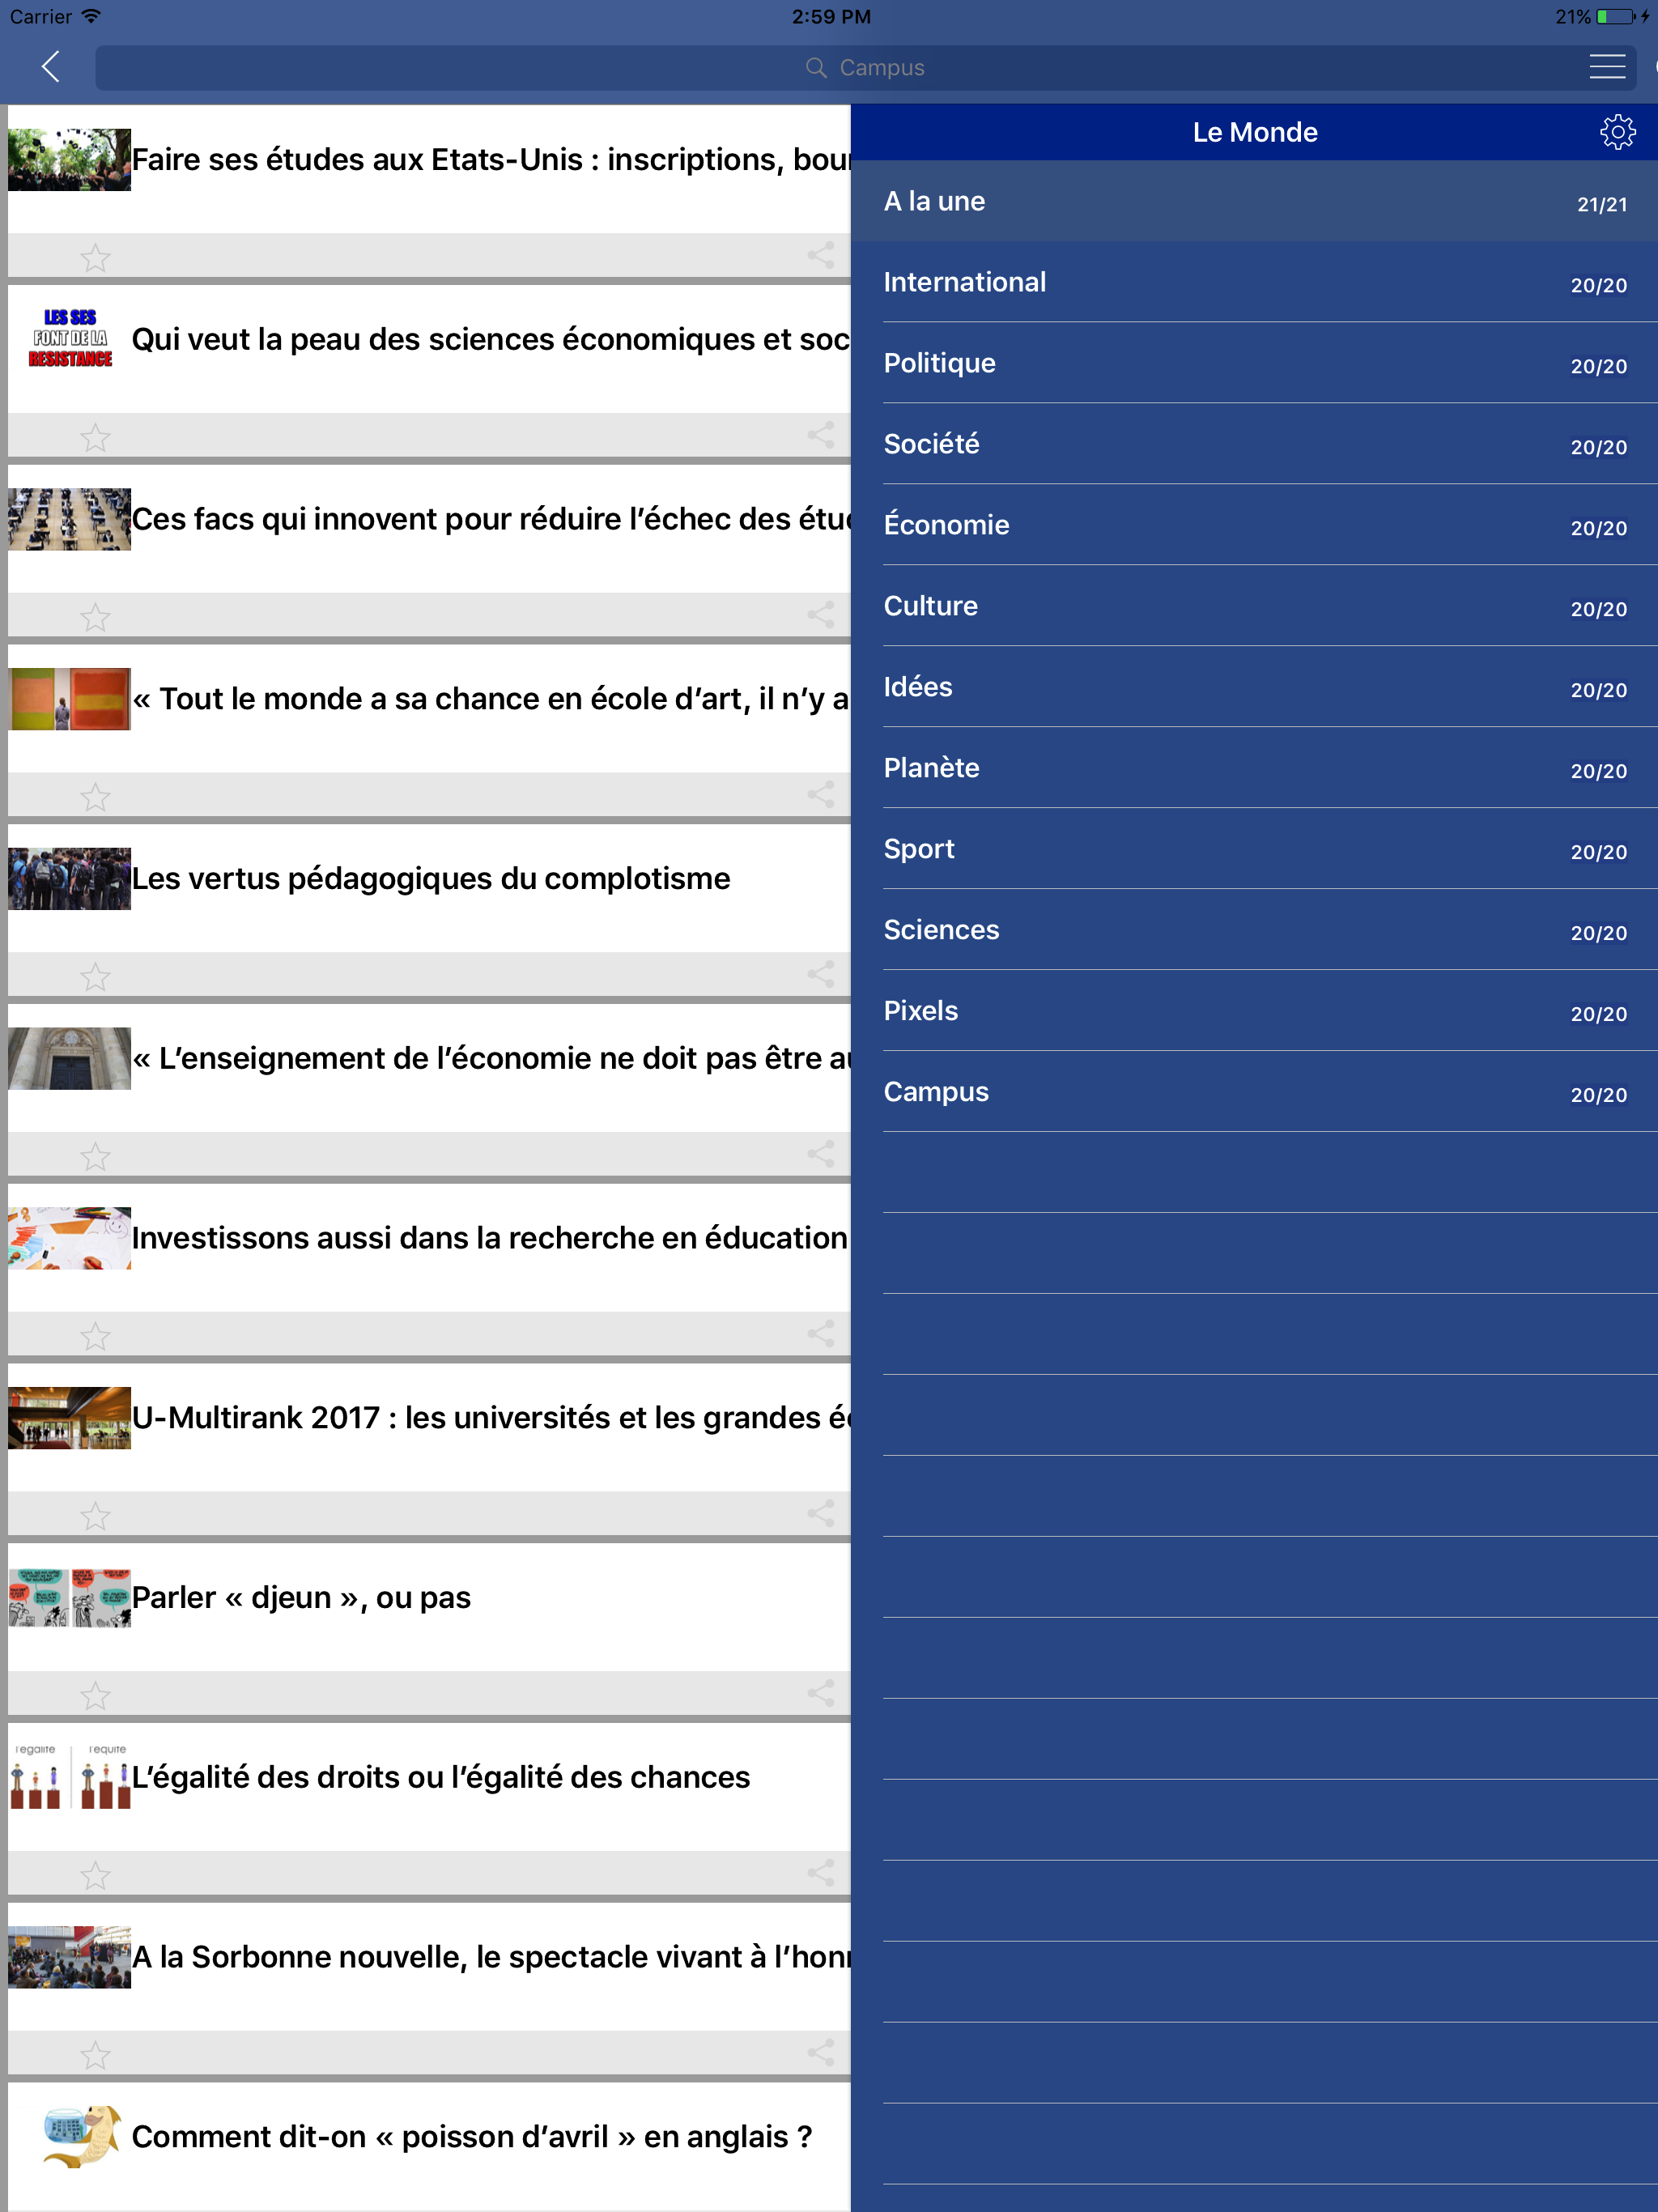 Carrier
2:59 PM
21%
Campus
Faire ses études aux Etats-Unis : inscriptions, bour
LES SES
FONT DE LA
RESISTANCE
Qui veut la peau des sciences économiques et soc
Ces facs qui innovent pour réduire l’échec des étud
« Tout le monde a sa chance en école d’art, il n’y a
Les vertus pédagogiques du complotisme
« L’enseignement de l’économie ne doit pas être au
Investissons aussi dans la recherche en éducation
U-Multirank 2017 : les universités et les grandes éc
Parler « djeun », ou pas
l'egalite
l'equite
L’égalité des droits ou l’égalité des chances
A la Sorbonne nouvelle, le spectacle vivant à l’honn
Comment dit-on « poisson d’avril » en anglais ?
Le Monde
A la une 21/21
International 20/20
Politique 20/20
Société 20/20
Économie 20/20
Culture 20/20
Idées 20/20
Planète 20/20
Sport 20/20
Sciences 20/20
Pixels 20/20
Campus 20/20